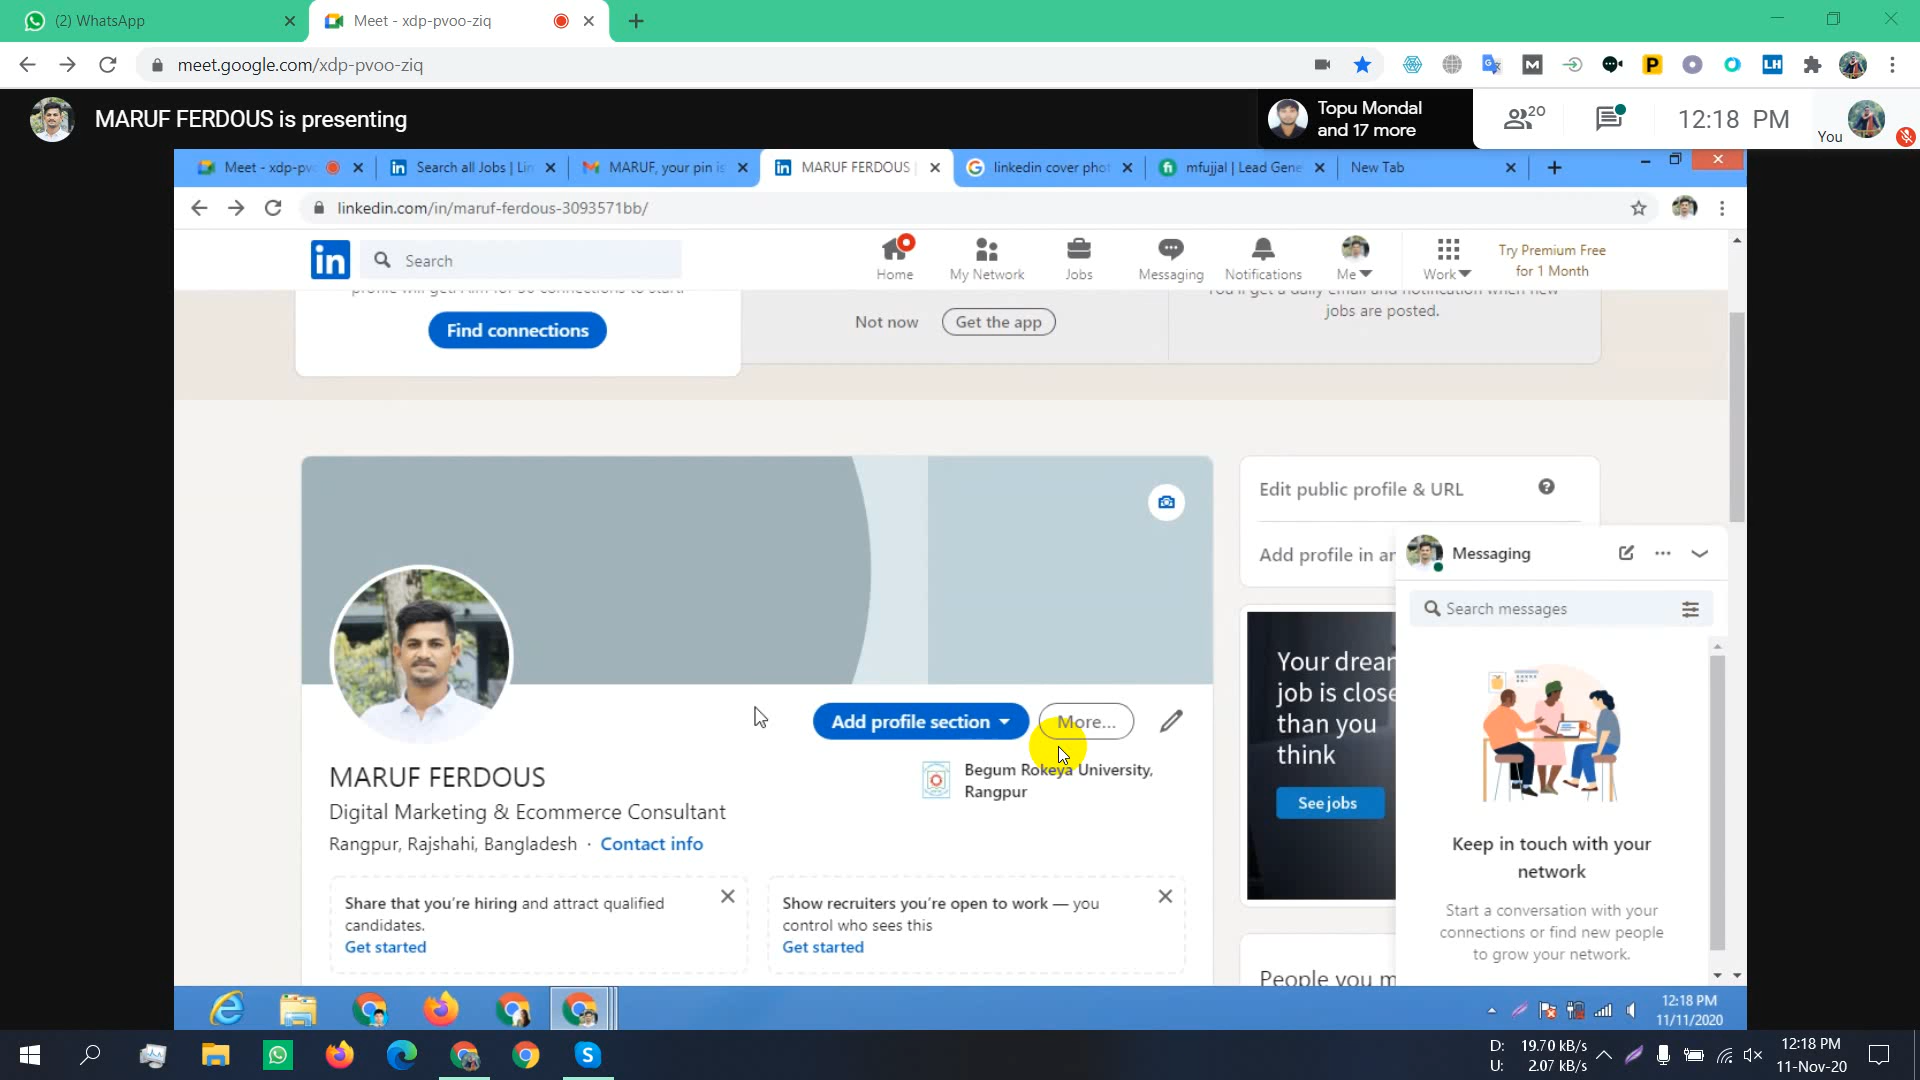 (2) WhatsApp
Meet - xdp-pvoo-ziq
meet.google.com/xdp-pvoo-ziq
MARUF FERDOUS is presenting
Topu Mondal
and 17 more
20
12:18 PM
You
Meet - xdp-pv
Search all Jobs | Lin
MARUF, your pin is
MARUF FERDOUS |
linkedin cover phot
mfujjal | Lead Gene
New Tab
linkedin.com/in/maruf-ferdous-3093571bb/
in
Search
Home
My Network
Jobs
Messaging
Notifications
Me
Work
Try Premium Free
for 1 Month
jobs are posted.
Find connections
Not now
Get the app
Edit public profile & URL
Add profile in an
Messaging
Search messages
Your dream
job is close
than you
think
See jobs
Add profile section
More...
MARUF FERDOUS
Digital Marketing & Ecommerce Consultant
Rangpur, Rajshahi, Bangladesh · Contact info
Begum Rokeya University,
Rangpur
Share that you're hiring and attract qualified
candidates.
Get started
Show recruiters you're open to work — you
control who sees this
Get started
Keep in touch with your
network
Start a conversation with your
connections or find new people
to grow your network.
People you m
12:18 PM
11/11/2020
D: 19.70 kB/s
U: 2.07 kB/s
12:18 PM
11-Nov-20